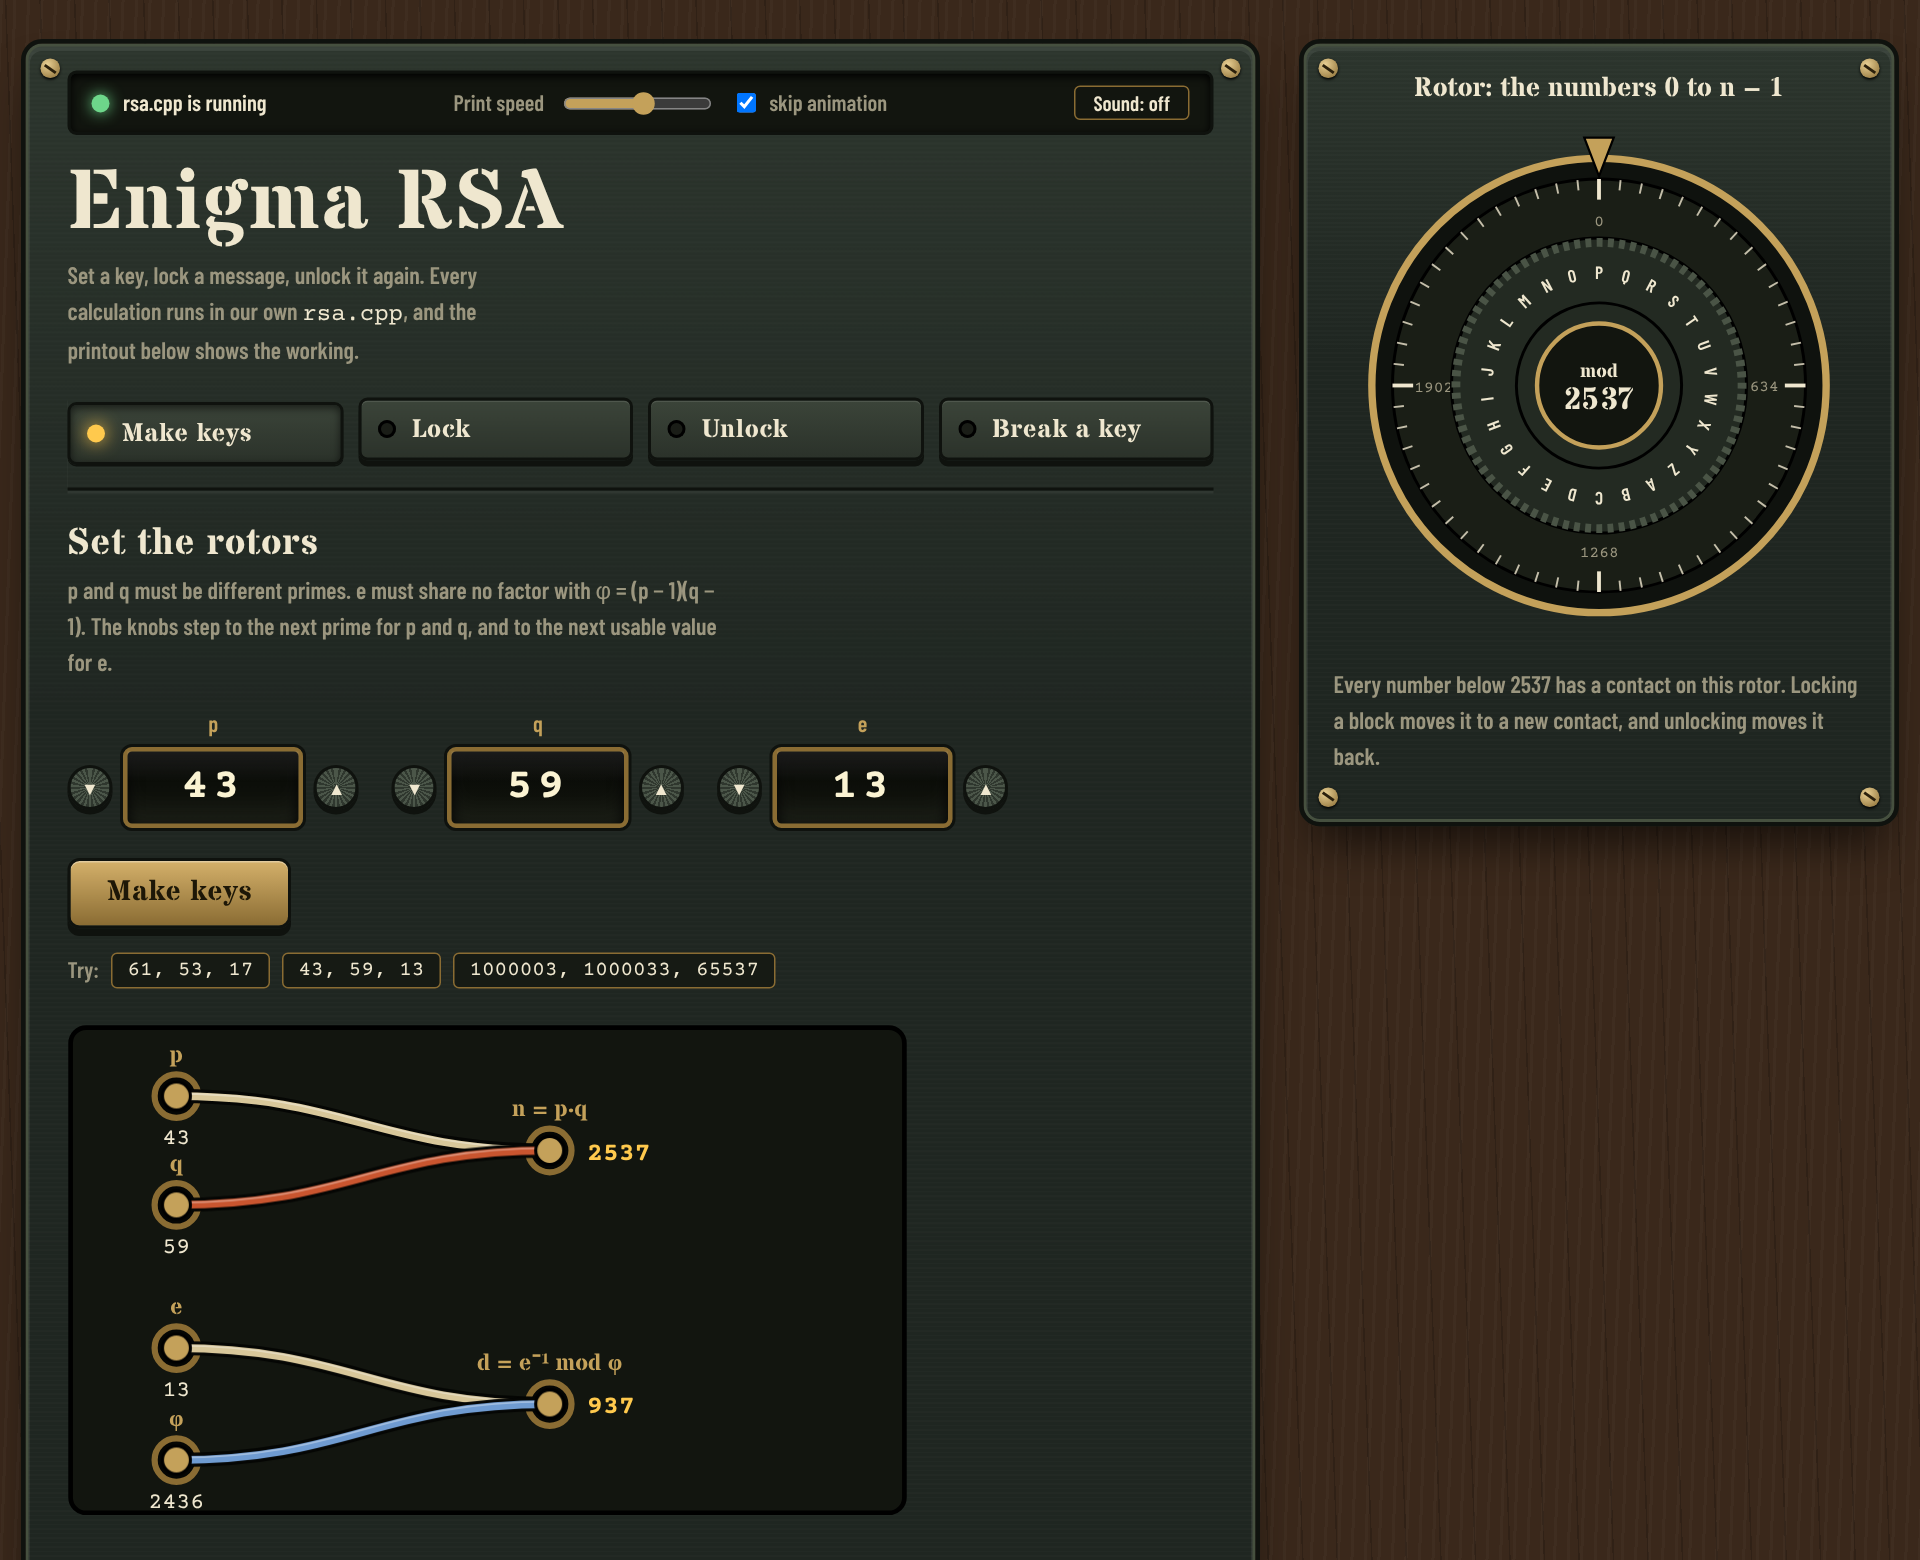 rsa.cpp is running
Print speed
skip animation
Sound: off
Enigma RSA
Set a key, lock a message, unlock it again. Every
calculation runs in our own rsa.cpp, and the
printout below shows the working.
Make keys
Lock
Unlock
Break a key
Set the rotors
p and q must be different primes. e must share no factor with φ = (p − 1)(q −
1). The knobs step to the next prime for p and q, and to the next usable value
for e.
p
q
e
▼
43
▲
▼
59
▲
▼
13
▲
Make keys
Try:
61, 53, 17
43, 59, 13
1000003, 1000033, 65537
p
43
q
59
n = p·q
2537
e
13
φ
2436
d = e⁻¹ mod φ
937
Rotor: the numbers 0 to n − 1
0
634
1268
1902
A B C D E F G H I J K L M N O P Q R S T U V W X Y Z
mod
2537
Every number below 2537 has a contact on this rotor. Locking
a block moves it to a new contact, and unlocking moves it
back.